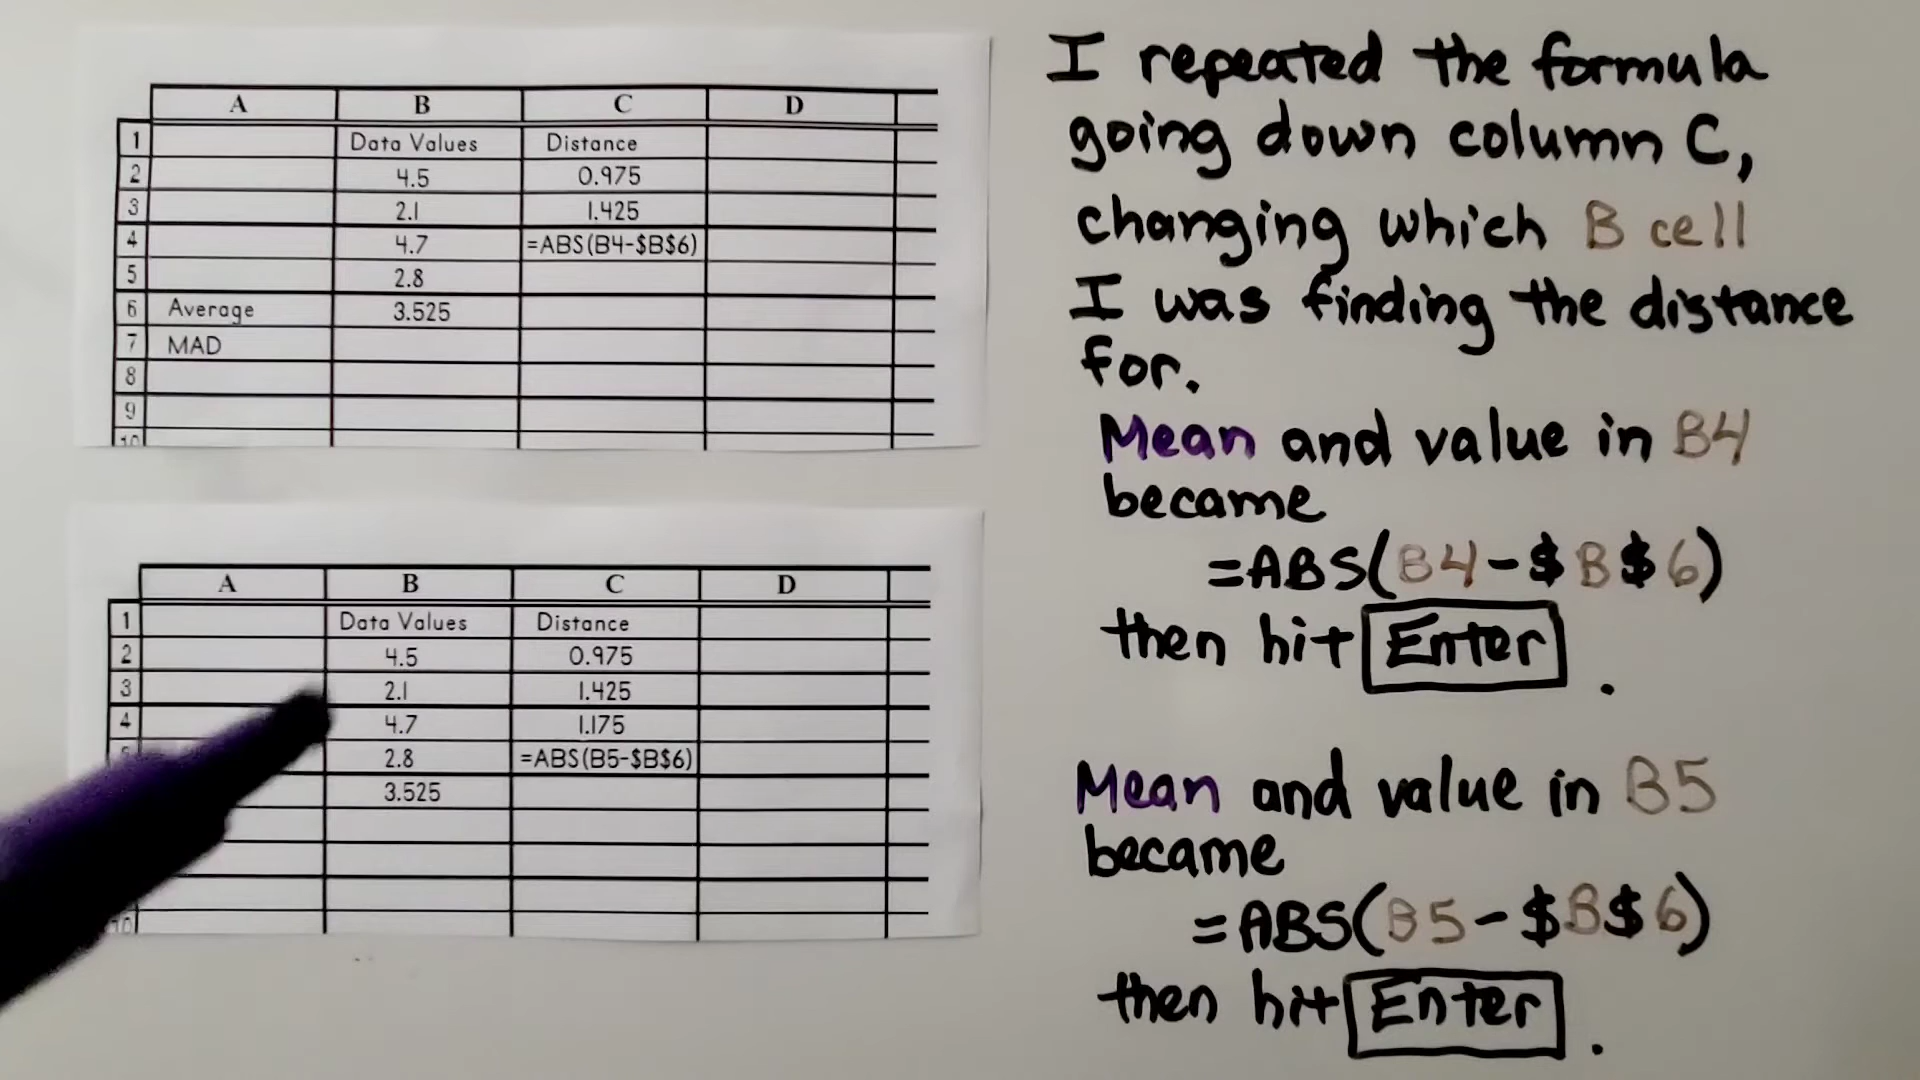 A B C D
1 Data Values Distance
2 4.5 0.975
3 2.1 1.425
4 4.7 =ABS(B4-$B$6)
5 2.8
6 Average 3.525
7 MAD
8
9
10
A B C D
1 Data Values Distance
2 4.5 0.975
3 2.1 1.425
4 4.7 1.175
5 2.8 =ABS(B5-$B$6)
3.525
10
I repeated the formula
going down column C,
changing which B cell
I was finding the distance
for.
Mean and value in B4
became
=ABS(B4-$B$6)
then hit Enter.
Mean and value in B5
became
=ABS(B5-$B$6)
then hit Enter.